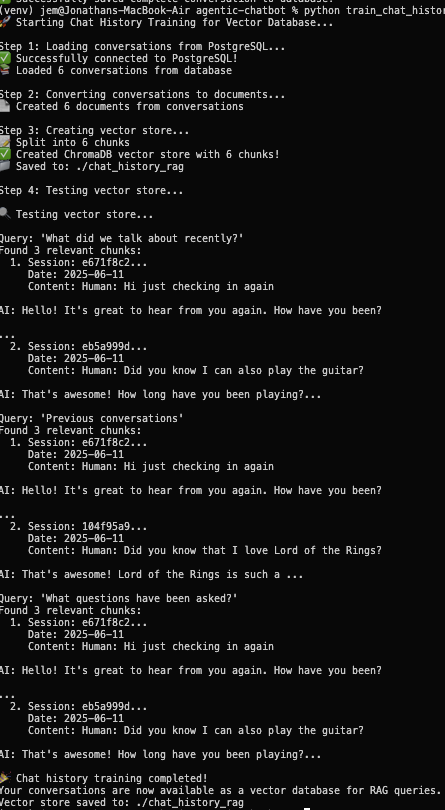 Successfully saved complete conversation to database!
(venv) jem@Jonathans-MacBook-Air agentic-chatbot % python train_chat_histor
🚀 Starting Chat History Training for Vector Database...
Step 1: Loading conversations from PostgreSQL...
✅ Successfully connected to PostgreSQL!
📚 Loaded 6 conversations from database
Step 2: Converting conversations to documents...
📄 Created 6 documents from conversations
Step 3: Creating vector store...
📝 Split into 6 chunks
✅ Created ChromaDB vector store with 6 chunks!
📁 Saved to: ./chat_history_rag
Step 4: Testing vector store...
🔍 Testing vector store...
Query: 'What did we talk about recently?'
Found 3 relevant chunks:
1. Session: e671f8c2...
Date: 2025-06-11
Content: Human: Hi just checking in again
AI: Hello! It's great to hear from you again. How have you been?
...
2. Session: eb5a999d...
Date: 2025-06-11
Content: Human: Did you know I can also play the guitar?
AI: That's awesome! How long have you been playing?...
Query: 'Previous conversations'
Found 3 relevant chunks:
1. Session: e671f8c2...
Date: 2025-06-11
Content: Human: Hi just checking in again
AI: Hello! It's great to hear from you again. How have you been?
...
2. Session: 104f95a9...
Date: 2025-06-11
Content: Human: Did you know that I love Lord of the Rings?
AI: That's awesome! Lord of the Rings is such a ...
Query: 'What questions have been asked?'
Found 3 relevant chunks:
1. Session: e671f8c2...
Date: 2025-06-11
Content: Human: Hi just checking in again
AI: Hello! It's great to hear from you again. How have you been?
...
2. Session: eb5a999d...
Date: 2025-06-11
Content: Human: Did you know I can also play the guitar?
AI: That's awesome! How long have you been playing?...
🎉 Chat history training completed!
Your conversations are now available as a vector database for RAG queries.
Vector store saved to: ./chat_history_rag